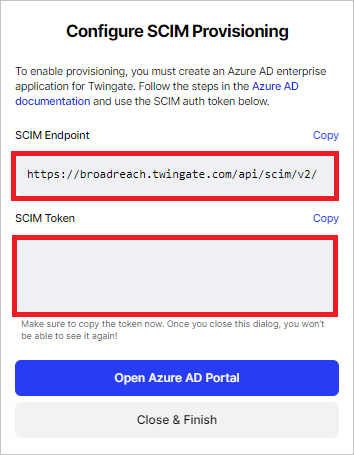 Configure SCIM Provisioning
To enable provisioning, you must create an Azure AD enterprise
application for Twingate. Follow the steps in the Azure AD
documentation and use the SCIM auth token below.
SCIM Endpoint Copy
https://broadreach.twingate.com/api/scim/v2/
SCIM Token Copy
Make sure to copy the token now. Once you close this dialog, you won't
be able to see it again!
Open Azure AD Portal
Close & Finish